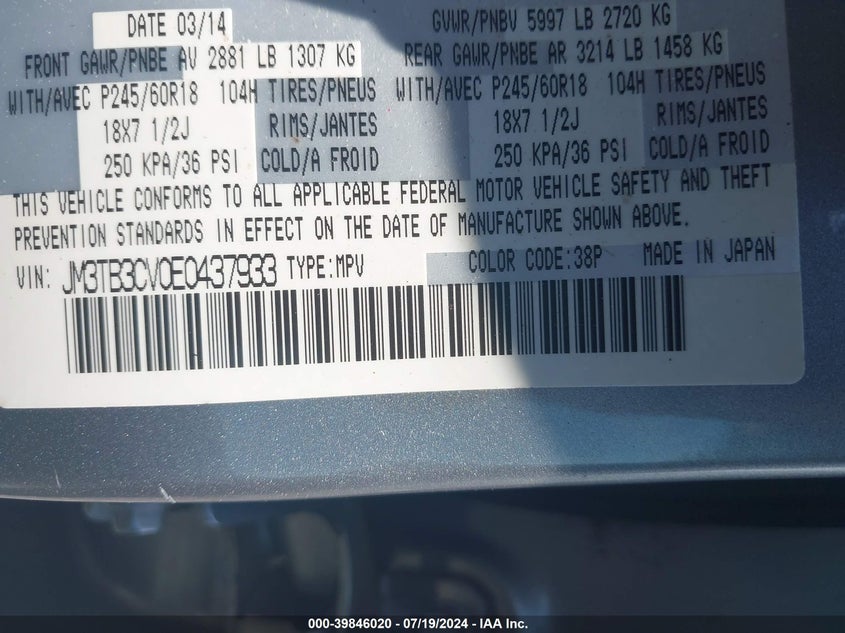 DATE 03/14 GVWR/PNBV 5997 LB 2720 KG
FRONT GAWR/PNBE AV 2881 LB 1307 KG REAR GAWR/PNBE AR 3214 LB 1458 KG
WITH/AVEC P245/60R18 104H TIRES/PNEUS WITH/AVEC P245/60R18 104H TIRES/PNEUS
18X7 1/2J RIMS/JANTES 18X7 1/2J RIMS/JANTES
250 KPA/36 PSI COLD/A FROID 250 KPA/36 PSI COLD/A FROID
THIS VEHICLE CONFORMS TO ALL APPLICABLE FEDERAL MOTOR VEHICLE SAFETY AND THEFT
PREVENTION STANDARDS IN EFFECT ON THE DATE OF MANUFACTURE SHOWN ABOVE.
VIN: JM3TB3CV0E0437933 TYPE:MPV COLOR CODE:38P MADE IN JAPAN
000-39846020 - 07/19/2024 - IAA Inc.